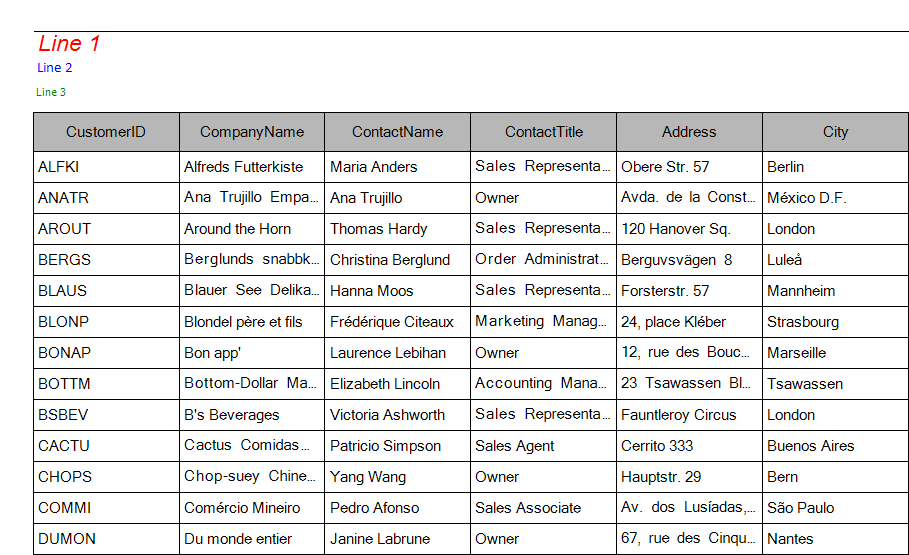 Line 1
Line 2
Line 3
CustomerID CompanyName ContactName ContactTitle Address City
ALFKI Alfreds Futterkiste Maria Anders Sales Representa... Obere Str. 57 Berlin
ANATR Ana Trujillo Empa... Ana Trujillo Owner Avda. de la Const... México D.F.
AROUT Around the Horn Thomas Hardy Sales Representa... 120 Hanover Sq. London
BERGS Berglunds snabbk... Christina Berglund Order Administrat... Berguvsvägen 8 Luleå
BLAUS Blauer See Delika... Hanna Moos Sales Representa... Forsterstr. 57 Mannheim
BLONP Blondel père et fils Frédérique Citeaux Marketing Manag... 24, place Kléber Strasbourg
BONAP Bon app' Laurence Lebihan Owner 12, rue des Bouc... Marseille
BOTTM Bottom-Dollar Ma... Elizabeth Lincoln Accounting Mana... 23 Tsawassen Bl... Tsawassen
BSBEV B's Beverages Victoria Ashworth Sales Representa... Fauntleroy Circus London
CACTU Cactus Comidas... Patricio Simpson Sales Agent Cerrito 333 Buenos Aires
CHOPS Chop-suey Chine... Yang Wang Owner Hauptstr. 29 Bern
COMMI Comércio Mineiro Pedro Afonso Sales Associate Av. dos Lusíadas,... São Paulo
DUMON Du monde entier Janine Labrune Owner 67, rue des Cinqu... Nantes